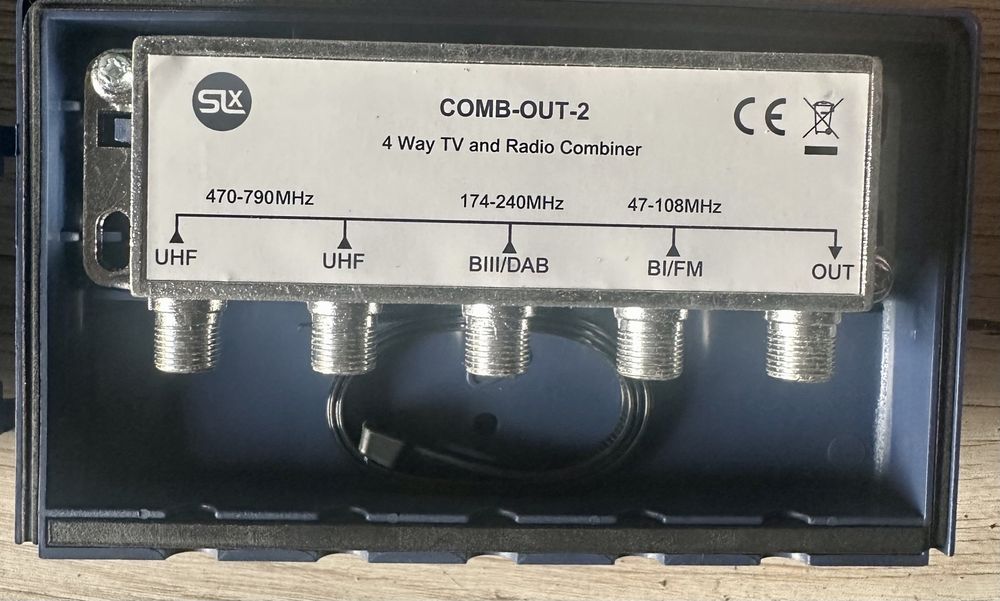 SLx
COMB-OUT-2
CE
4 Way TV and Radio Combiner
470-790MHz
174-240MHz
47-108MHz
UHF
UHF
BIII/DAB
BI/FM
OUT